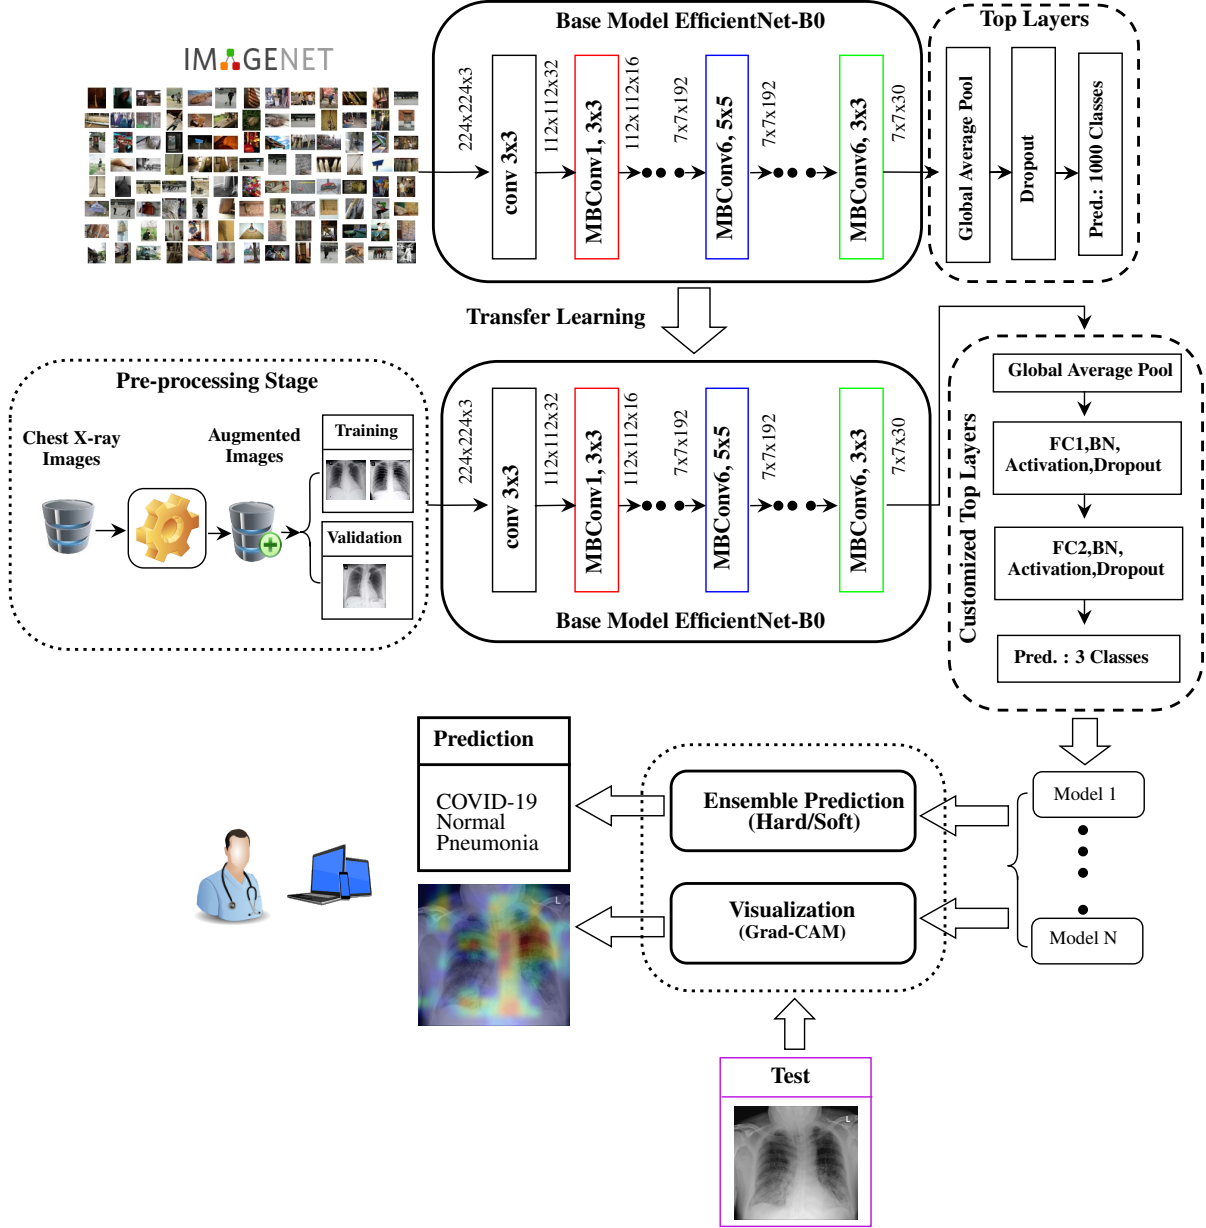 IMAGENET
Base Model EfficientNet-B0
224x224x3
conv 3x3
112x112x32
MBConv1, 3x3
112x112x16
7x7x192
MBConv6, 5x5
7x7x192
MBConv6, 3x3
7x7x30
Top Layers
Global Average Pool
Dropout
Pred.: 1000 Classes
Transfer Learning
Pre-processing Stage
Chest X-ray
Images
Augmented
Images
Training
Validation
224x224x3
conv 3x3
112x112x32
MBConv1, 3x3
112x112x16
7x7x192
MBConv6, 5x5
7x7x192
MBConv6, 3x3
7x7x30
Base Model EfficientNet-B0
Customized Top Layers
Global Average Pool
FC1,BN,
Activation,Dropout
FC2,BN,
Activation,Dropout
Pred. : 3 Classes
Model 1
Model N
Ensemble Prediction
(Hard/Soft)
Visualization
(Grad-CAM)
Prediction
COVID-19
Normal
Pneumonia
L
Test
L